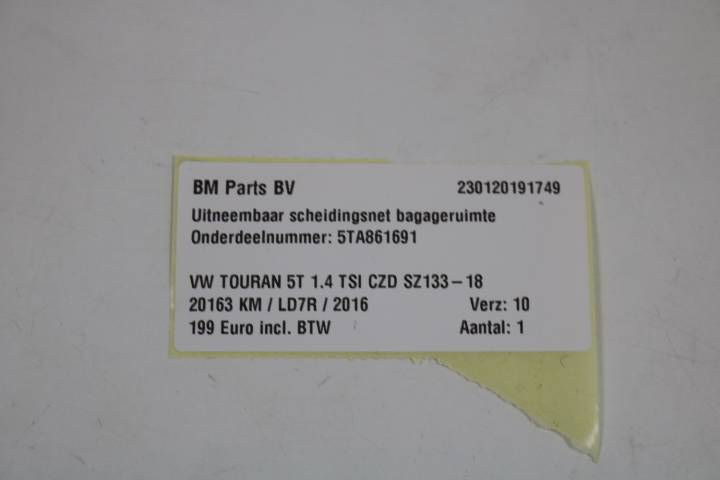 BM Parts BV 230120191749
Uitneembaar scheidingsnet bagageruimte
Onderdeelnummer: 5TA861691
VW TOURAN 5T 1.4 TSI CZD SZ133-18
20163 KM / LD7R / 2016 Verz: 10
199 Euro incl. BTW Aantal: 1